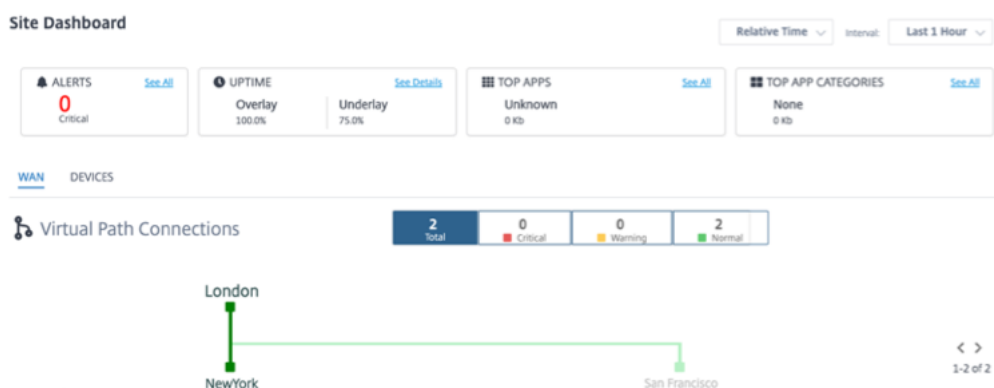 Site Dashboard
Relative Time Interval: Last 1 Hour
ALERTS See All
0
Critical
UPTIME See Details
Overlay Underlay
100.0% 75.0%
TOP APPS See All
Unknown
0 Kb
TOP APP CATEGORIES See All
None
0 Kb
WAN DEVICES
Virtual Path Connections
2 0 0 2
Total Critical Warning Normal
London
NewYork San Francisco
< >
1-2 of 2